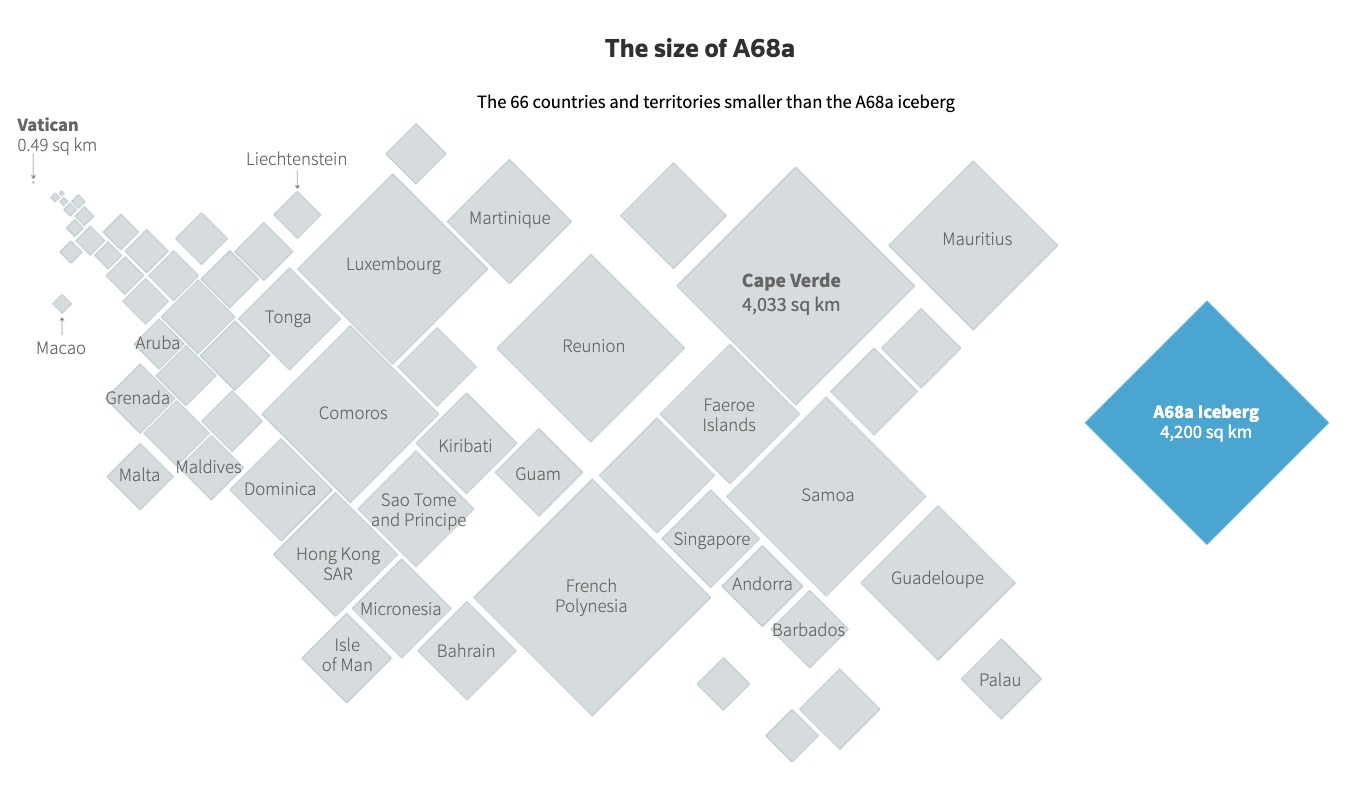 The size of A68a
The 66 countries and territories smaller than the A68a iceberg
Vatican
0.49 sq km
Liechtenstein
Martinique
Mauritius
Luxembourg
Cape Verde
4,033 sq km
Tonga
Macao
Aruba
Reunion
Grenada
Comoros
Faeroe
Islands
A68a Iceberg
4,200 sq km
Kiribati
Malta
Maldives
Guam
Dominica
Sao Tome
and Principe
Samoa
Singapore
Hong Kong
SAR
French
Polynesia
Andorra
Guadeloupe
Micronesia
Barbados
Isle
of Man
Bahrain
Palau